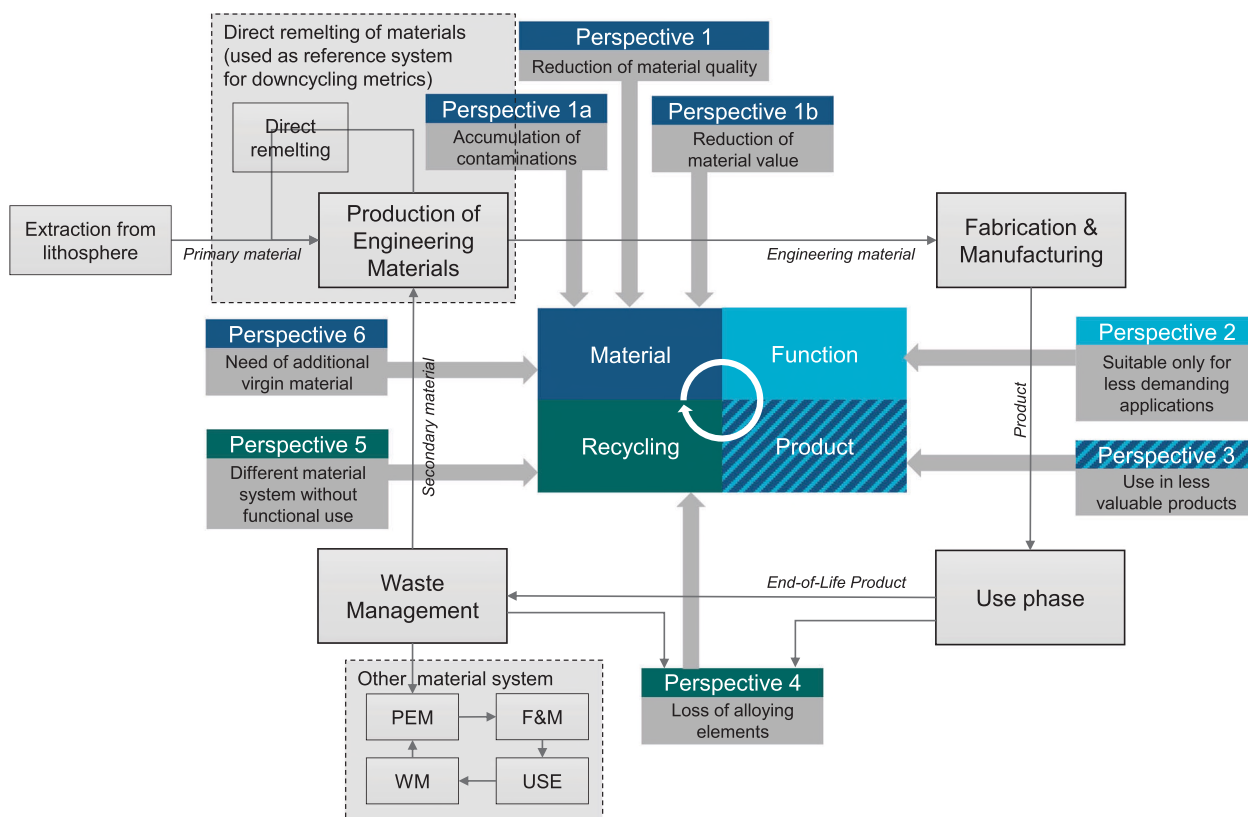 Direct remelting of materials
(used as reference system
for downcycling metrics)
Perspective 1
Reduction of material quality
Perspective 1a
Accumulation of
contaminations
Perspective 1b
Reduction of
material value
Direct
remelting
Extraction from
lithosphere
Primary material
Production of
Engineering
Materials
Engineering material
Fabrication &
Manufacturing
Perspective 6
Need of additional
virgin material
Secondary material
Material
Function
Recycling
Product
Product
Perspective 2
Suitable only for
less demanding
applications
Perspective 5
Different material
system without
functional use
Perspective 3
Use in less
valuable products
Waste
Management
End-of-Life Product
Use phase
Perspective 4
Loss of alloying
elements
Other material system
PEM
F&M
WM
USE